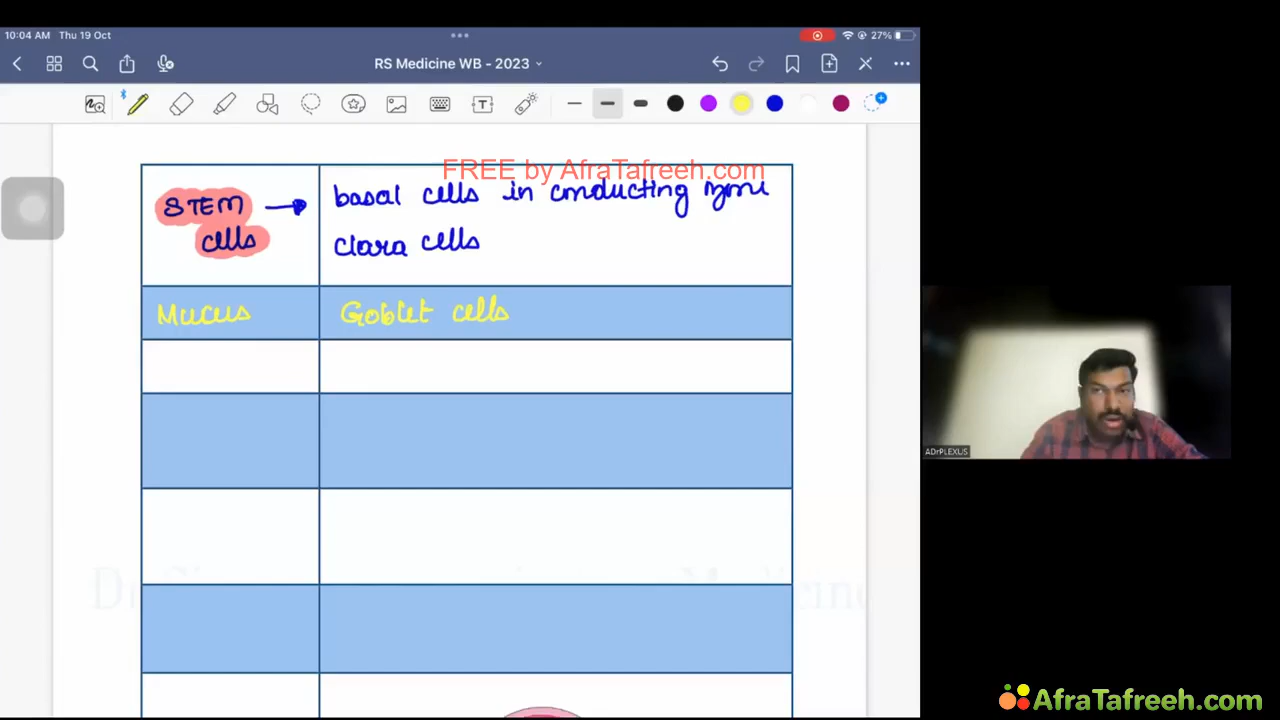 10:04 AM Thu 19 Oct
27%
RS Medicine WB - 2023
FREE by AfraTafreeh.com
STEM cells → basal cells in conducting zone
clara cells
Mucus Goblet cells
ADrPLEXUS
AfraTafreeh.com